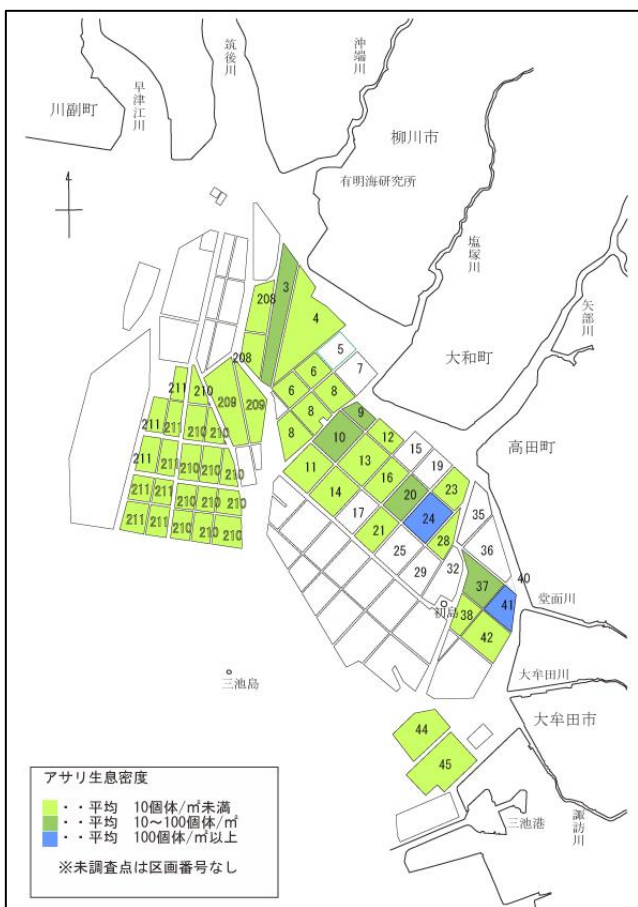 筑後川
沖端川
早津江川
川副町
柳川市
有明海研究所
塩塚川
矢部川
大和町
高田町
208
3
4
5
7
208
6
6
8
8
8
211
210
209
209
9
10
12
15
19
23
35
211
210
210
11
13
16
20
24
28
36
211
210
210
210
14
17
21
25
29
32
37
40
211
211
210
210
210
41
堂面川
初島
38
42
211
211
210
210
210
三池島
大牟田川
大牟田市
44
45
三池港
諏訪川
アサリ生息密度
・・平均 10個体/㎡未満
・・平均 10～100個体/㎡
・・平均 100個体/㎡以上
※未調査点は区画番号なし